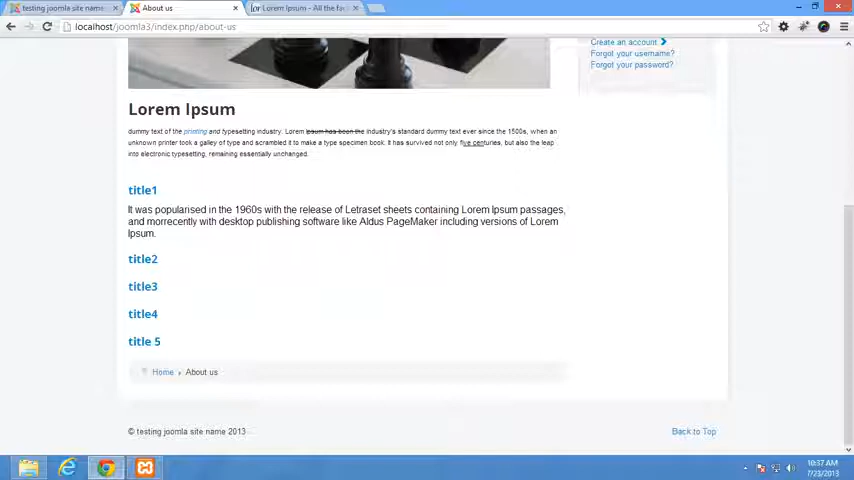 testing joomla site name
About us
Lorem Ipsum - All the fac
localhost/joomla3/index.php/about-us
Create an account
Forgot your username?
Forgot your password?
Lorem Ipsum
dummy text of the printing and typesetting industry. Lorem Ipsum has been the industry's standard dummy text ever since the 1500s, when an
unknown printer took a galley of type and scrambled it to make a type specimen book. It has survived not only five centuries, but also the leap
into electronic typesetting, remaining essentially unchanged.
title1
It was popularised in the 1960s with the release of Letraset sheets containing Lorem Ipsum passages,
and morrecently with desktop publishing software like Aldus PageMaker including versions of Lorem
Ipsum.
title2
title3
title4
title 5
Home About us
© testing joomla site name 2013
Back to Top
10:37 AM
7/23/2013